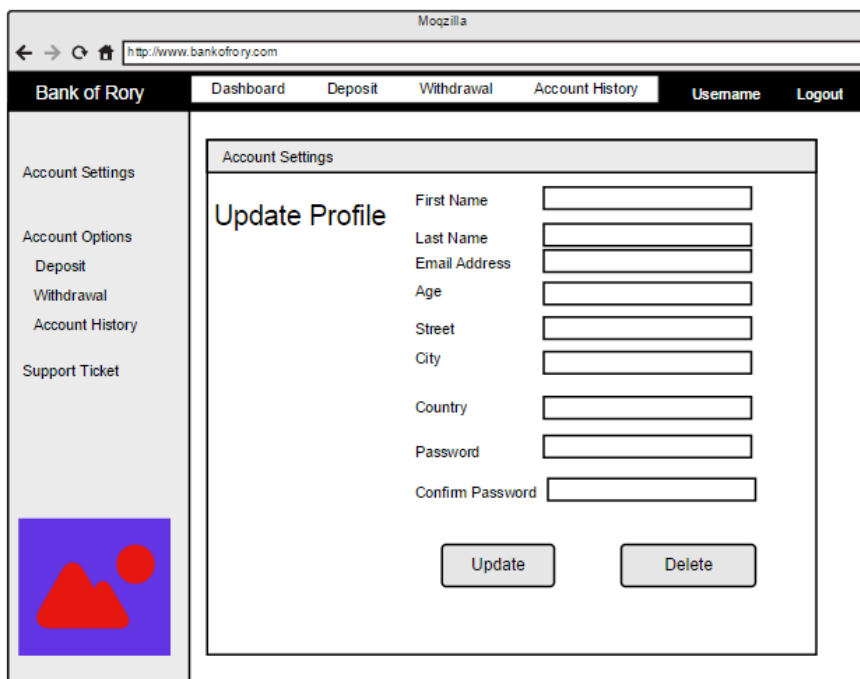 Moqzilla
http://www.bankofrory.com
Bank of Rory
Dashboard Deposit Withdrawal Account History Username Logout
Account Settings
Account Options
Deposit
Withdrawal
Account History
Support Ticket
Account Settings
Update Profile
First Name
Last Name
Email Address
Age
Street
City
Country
Password
Confirm Password
Update Delete